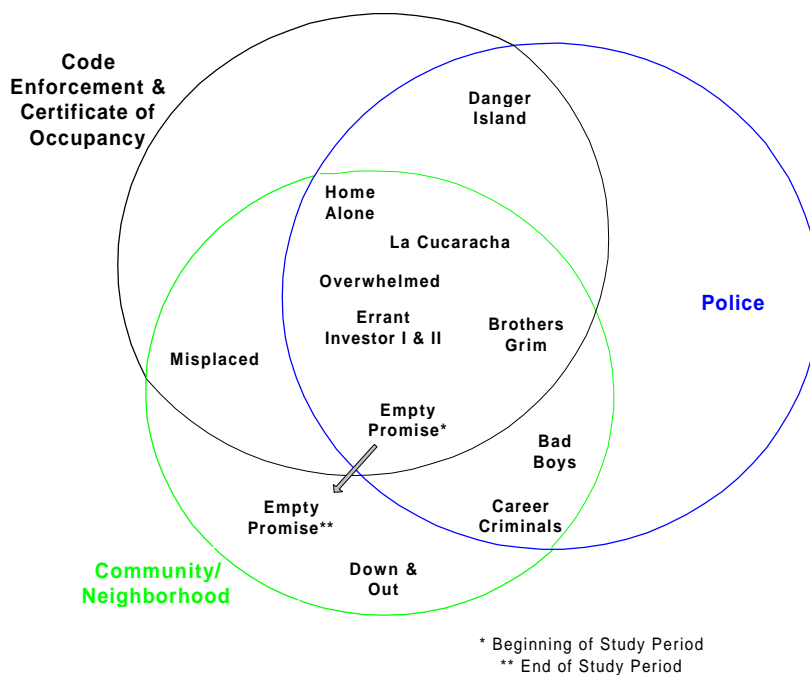 Code
Enforcement &
Certificate of
Occupancy
Danger
Island
Home
Alone
La Cucaracha
Overwhelmed
Errant
Investor I & II
Brothers
Grim
Police
Misplaced
Empty
Promise*
Bad
Boys
Empty
Promise**
Career
Criminals
Community/
Neighborhood
Down &
Out
* Beginning of Study Period
** End of Study Period